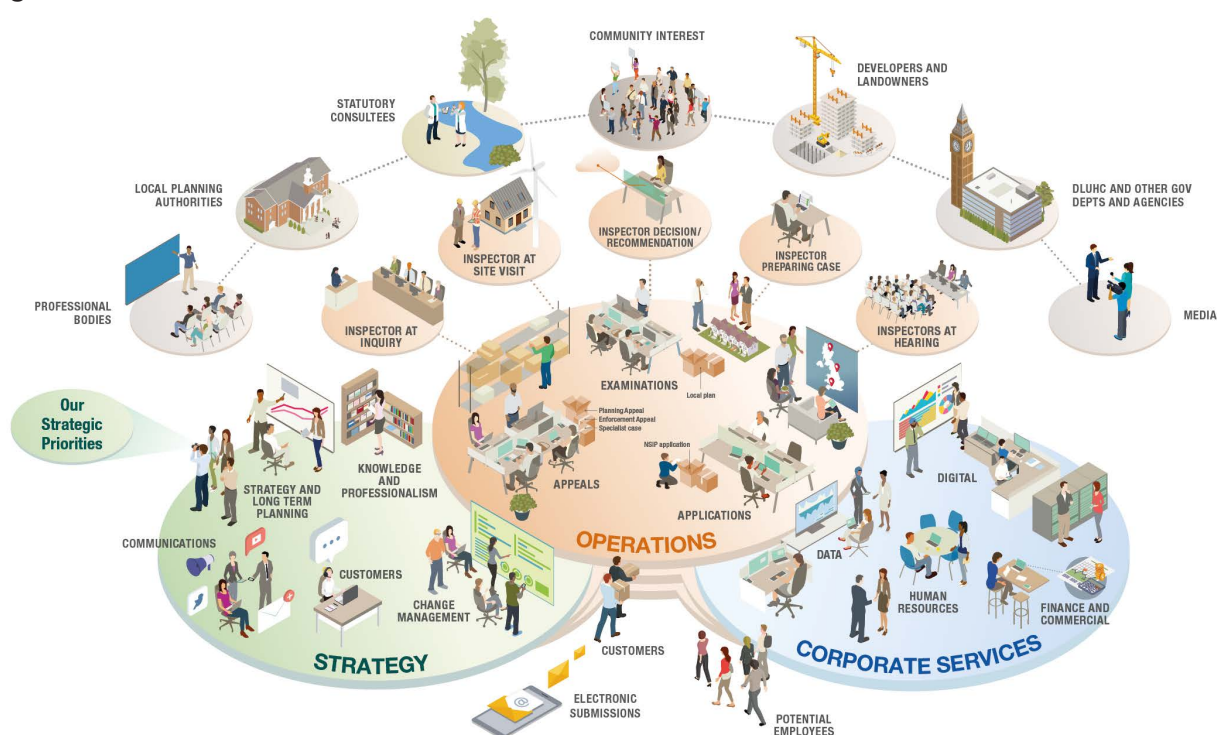 COMMUNITY INTEREST
DEVELOPERS AND
LANDOWNERS
STATUTORY
CONSULTEES
LOCAL PLANNING
AUTHORITIES
DLUHC AND OTHER GOV
DEPTS AND AGENCIES
INSPECTOR AT
SITE VISIT
INSPECTOR DECISION/
RECOMMENDATION
INSPECTOR
PREPARING CASE
PROFESSIONAL
BODIES
INSPECTOR AT
INQUIRY
INSPECTORS AT
HEARING
MEDIA
Our
Strategic
Priorities
EXAMINATIONS
Local plan
Planning Appeal
Enforcement Appeal
Specialist case
NSIP application
APPEALS
APPLICATIONS
OPERATIONS
KNOWLEDGE
AND
PROFESSIONALISM
STRATEGY AND
LONG TERM
PLANNING
COMMUNICATIONS
CUSTOMERS
CHANGE
MANAGEMENT
STRATEGY
DIGITAL
DATA
HUMAN
RESOURCES
FINANCE AND
COMMERCIAL
CORPORATE SERVICES
CUSTOMERS
@
ELECTRONIC
SUBMISSIONS
POTENTIAL
EMPLOYEES